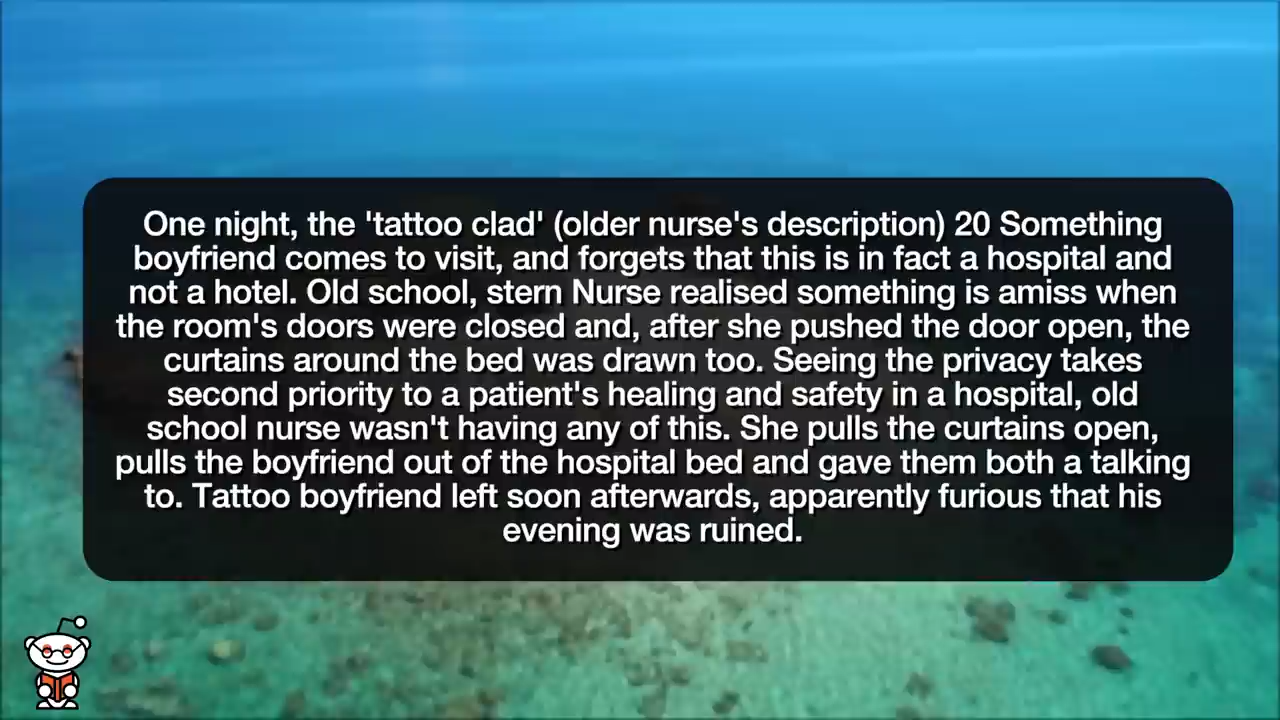 One night, the 'tattoo clad' (older nurse's description) 20 Something
boyfriend comes to visit, and forgets that this is in fact a hospital and
not a hotel. Old school, stern Nurse realised something is amiss when
the room's doors were closed and, after she pushed the door open, the
curtains around the bed was drawn too. Seeing the privacy takes
second priority to a patient's healing and safety in a hospital, old
school nurse wasn't having any of this. She pulls the curtains open,
pulls the boyfriend out of the hospital bed and gave them both a talking
to. Tattoo boyfriend left soon afterwards, apparently furious that his
evening was ruined.